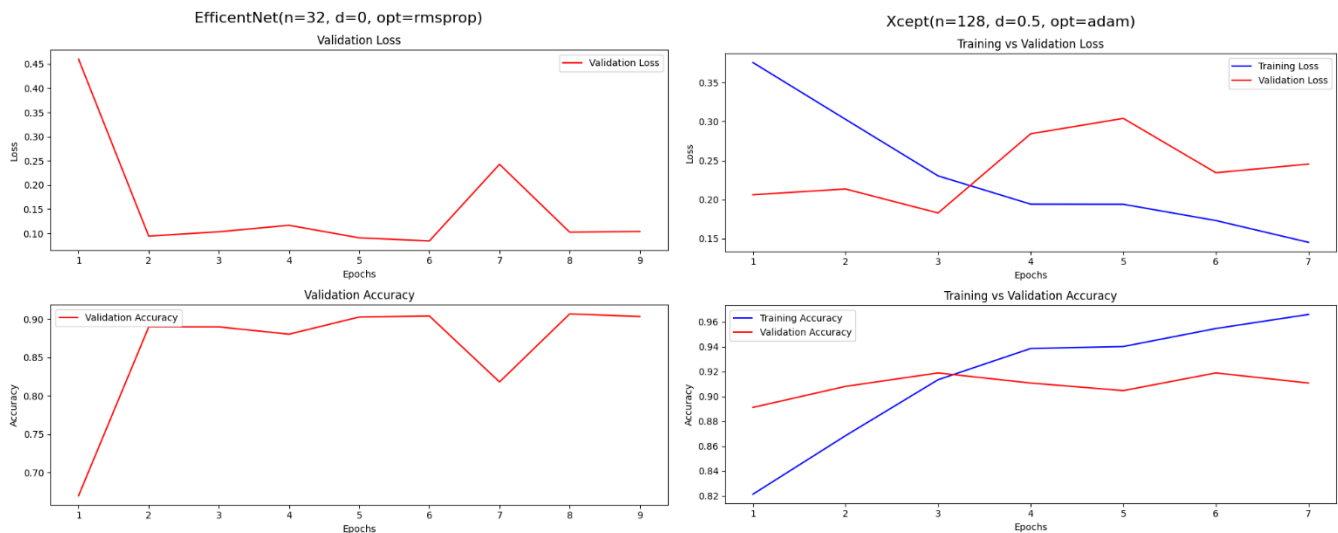 EfficentNet(n=32, d=0, opt=rmsprop)
Validation Loss
Validation Loss
0.45
0.40
0.35
0.30
0.25
0.20
0.15
0.10
Loss
1 2 3 4 5 6 7 8 9
Epochs
Validation Accuracy
Validation Accuracy
0.90
0.85
0.80
0.75
0.70
Accuracy
1 2 3 4 5 6 7 8 9
Epochs
Xcept(n=128, d=0.5, opt=adam)
Training vs Validation Loss
Training Loss
Validation Loss
0.35
0.30
0.25
0.20
0.15
Loss
1 2 3 4 5 6 7
Epochs
Training vs Validation Accuracy
Training Accuracy
Validation Accuracy
0.96
0.94
0.92
0.90
0.88
0.86
0.84
0.82
Accuracy
1 2 3 4 5 6 7
Epochs